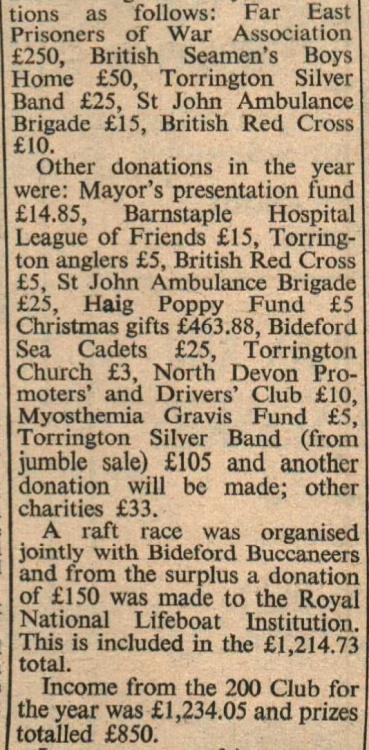 tions as follows: Far East
Prisoners of War Association
£250, British Seamen's Boys
Home £50, Torrington Silver
Band £25, St John Ambulance
Brigade £15, British Red Cross
£10.
Other donations in the year
were: Mayor's presentation fund
£14.85, Barnstaple Hospital
League of Friends £15, Torring-
ton anglers £5, British Red Cross
£5, St John Ambulance Brigade
£25, Haig Poppy Fund £5
Christmas gifts £463.88, Bideford
Sea Cadets £25, Torrington
Church £3, North Devon Pro-
moters' and Drivers' Club £10,
Myosthemia Gravis Fund £5,
Torrington Silver Band (from
jumble sale) £105 and another
donation will be made; other
charities £33.
A raft race was organised
jointly with Bideford Buccaneers
and from the surplus a donation
of £150 was made to the Royal
National Lifeboat Institution.
This is included in the £1,214.73
total.
Income from the 200 Club for
the year was £1,234.05 and prizes
totalled £850.